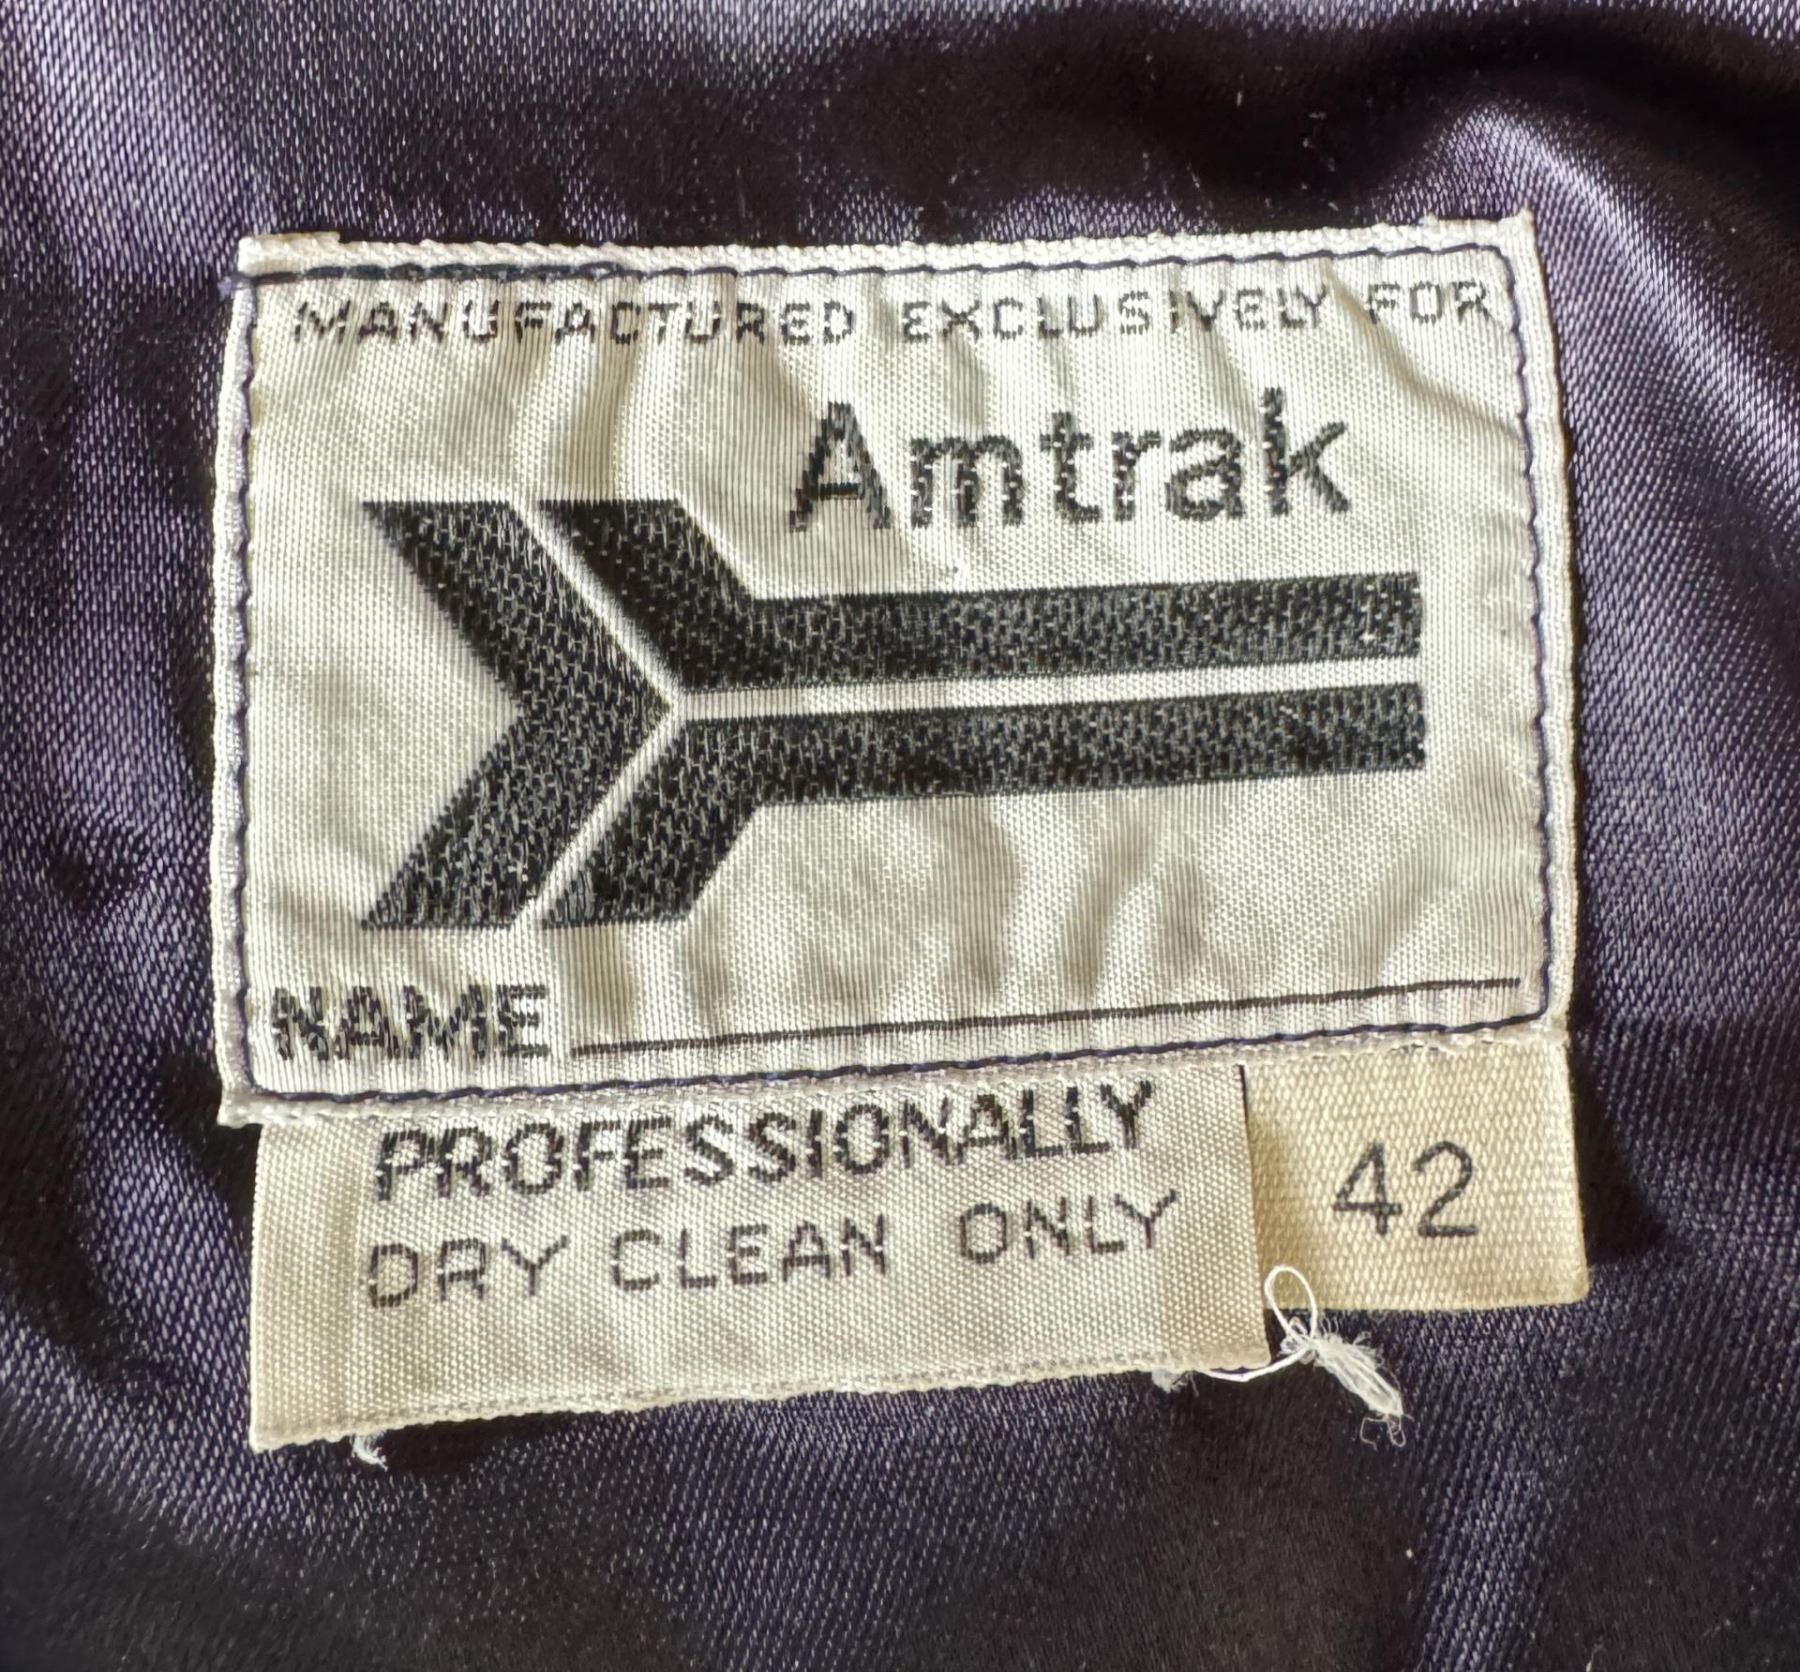 MANUFACTURED EXCLUSIVELY FOR
Amtrak
NAME
PROFESSIONALLY
DRY CLEAN ONLY
42